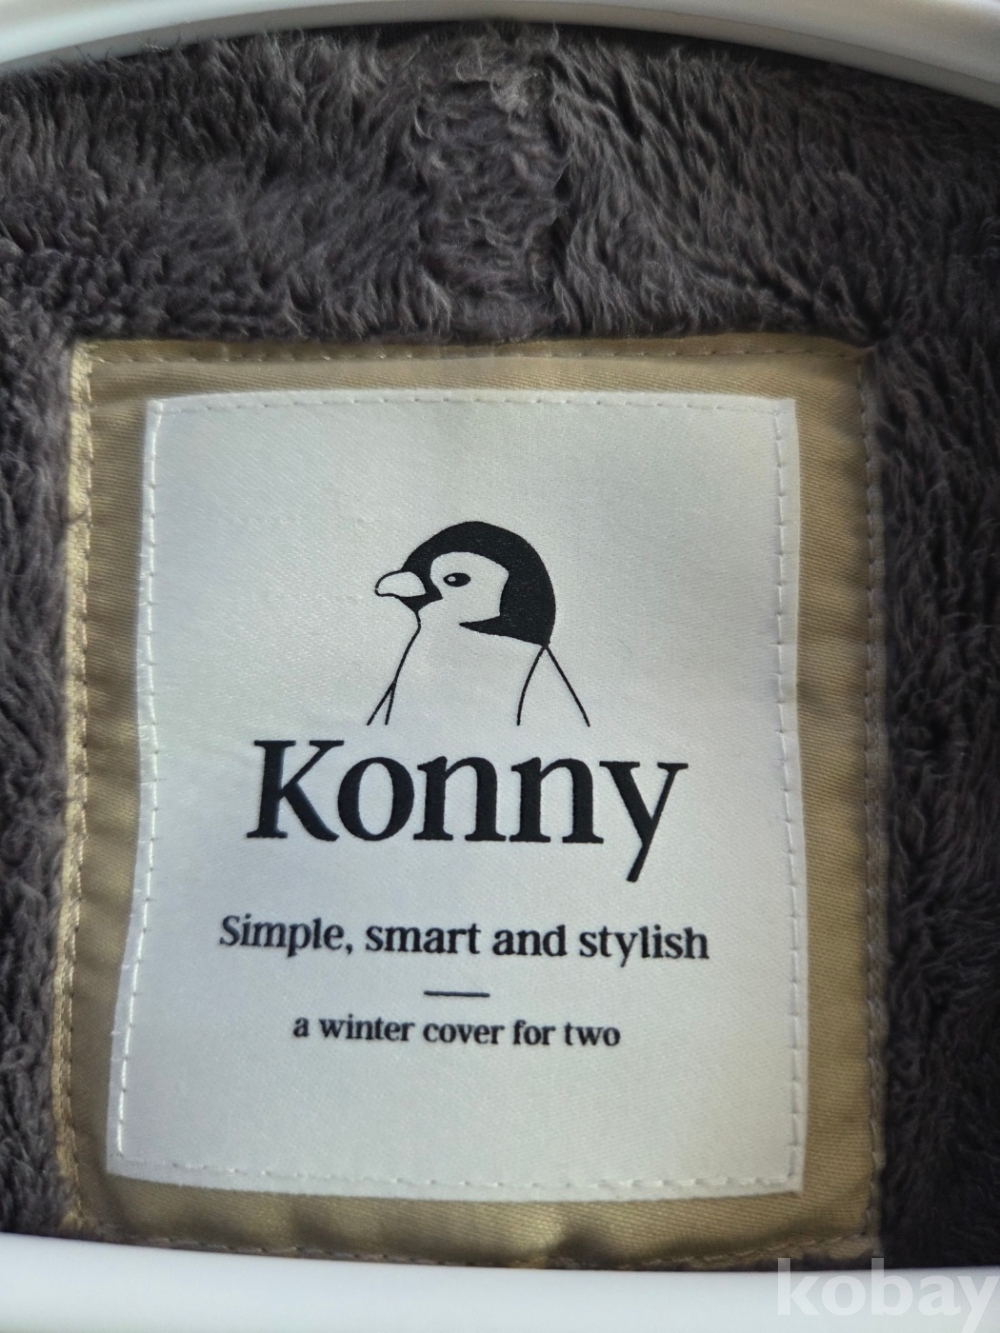 Konny
Simple, smart and stylish
a winter cover for two
kobay